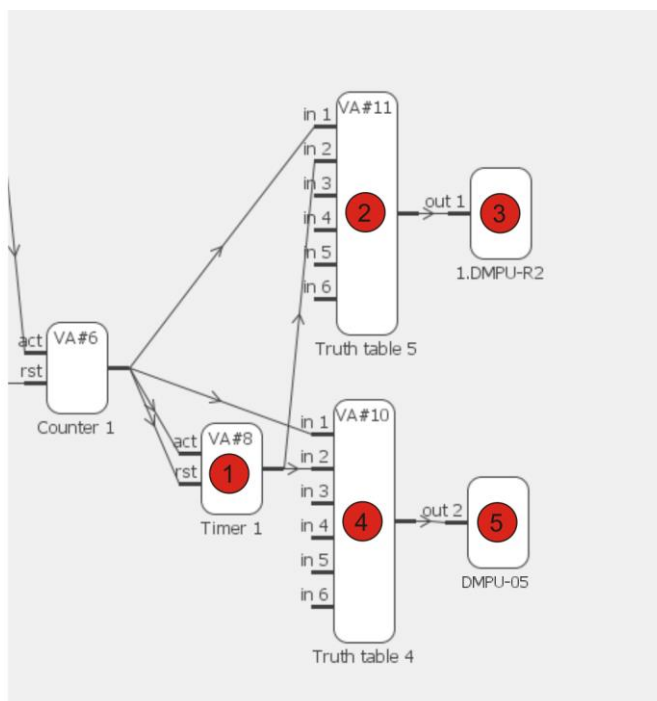 VA#11
in 1
in 2
in 3
in 4
in 5
in 6
2
out 1
3
1.DMPU-R2
Truth table 5
act
rst
VA#6
Counter 1
act
rst
VA#8
1
Timer 1
VA#10
in 1
in 2
in 3
in 4
in 5
in 6
4
out 2
5
DMPU-05
Truth table 4